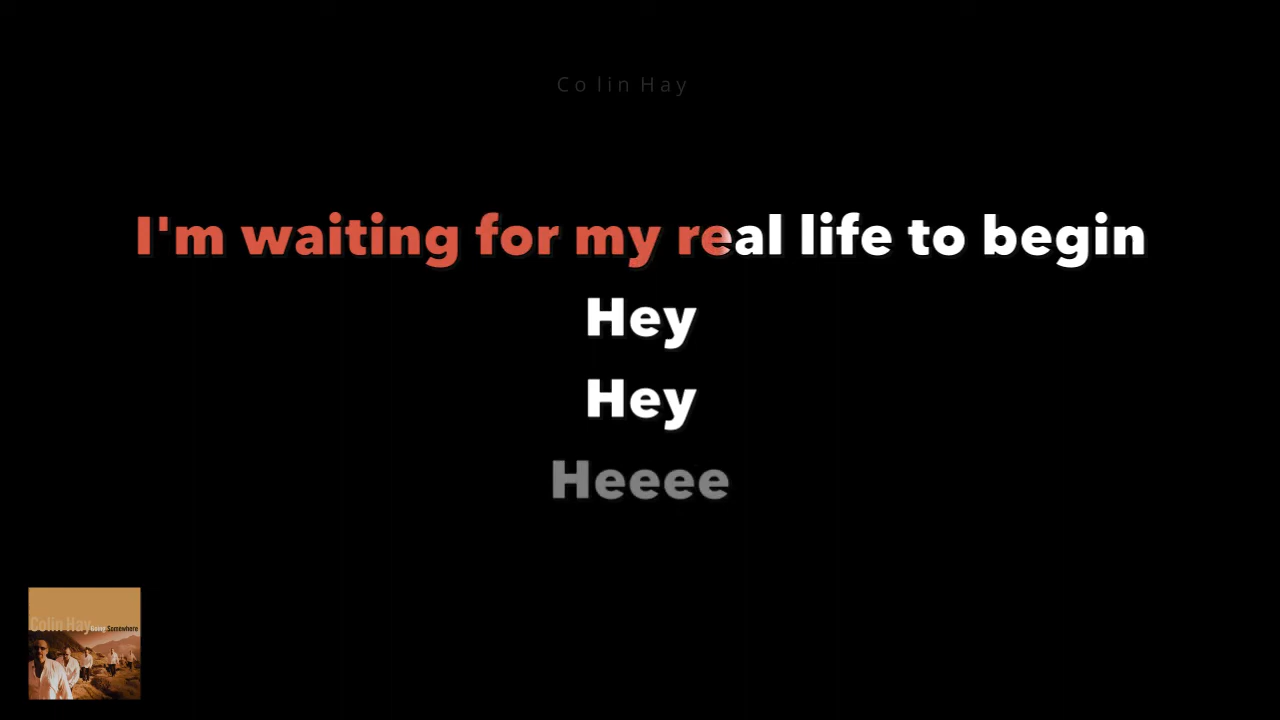 Colin Hay
I'm waiting for my real life to begin
Hey
Hey
Heeee
Colin Hay Going Somewhere